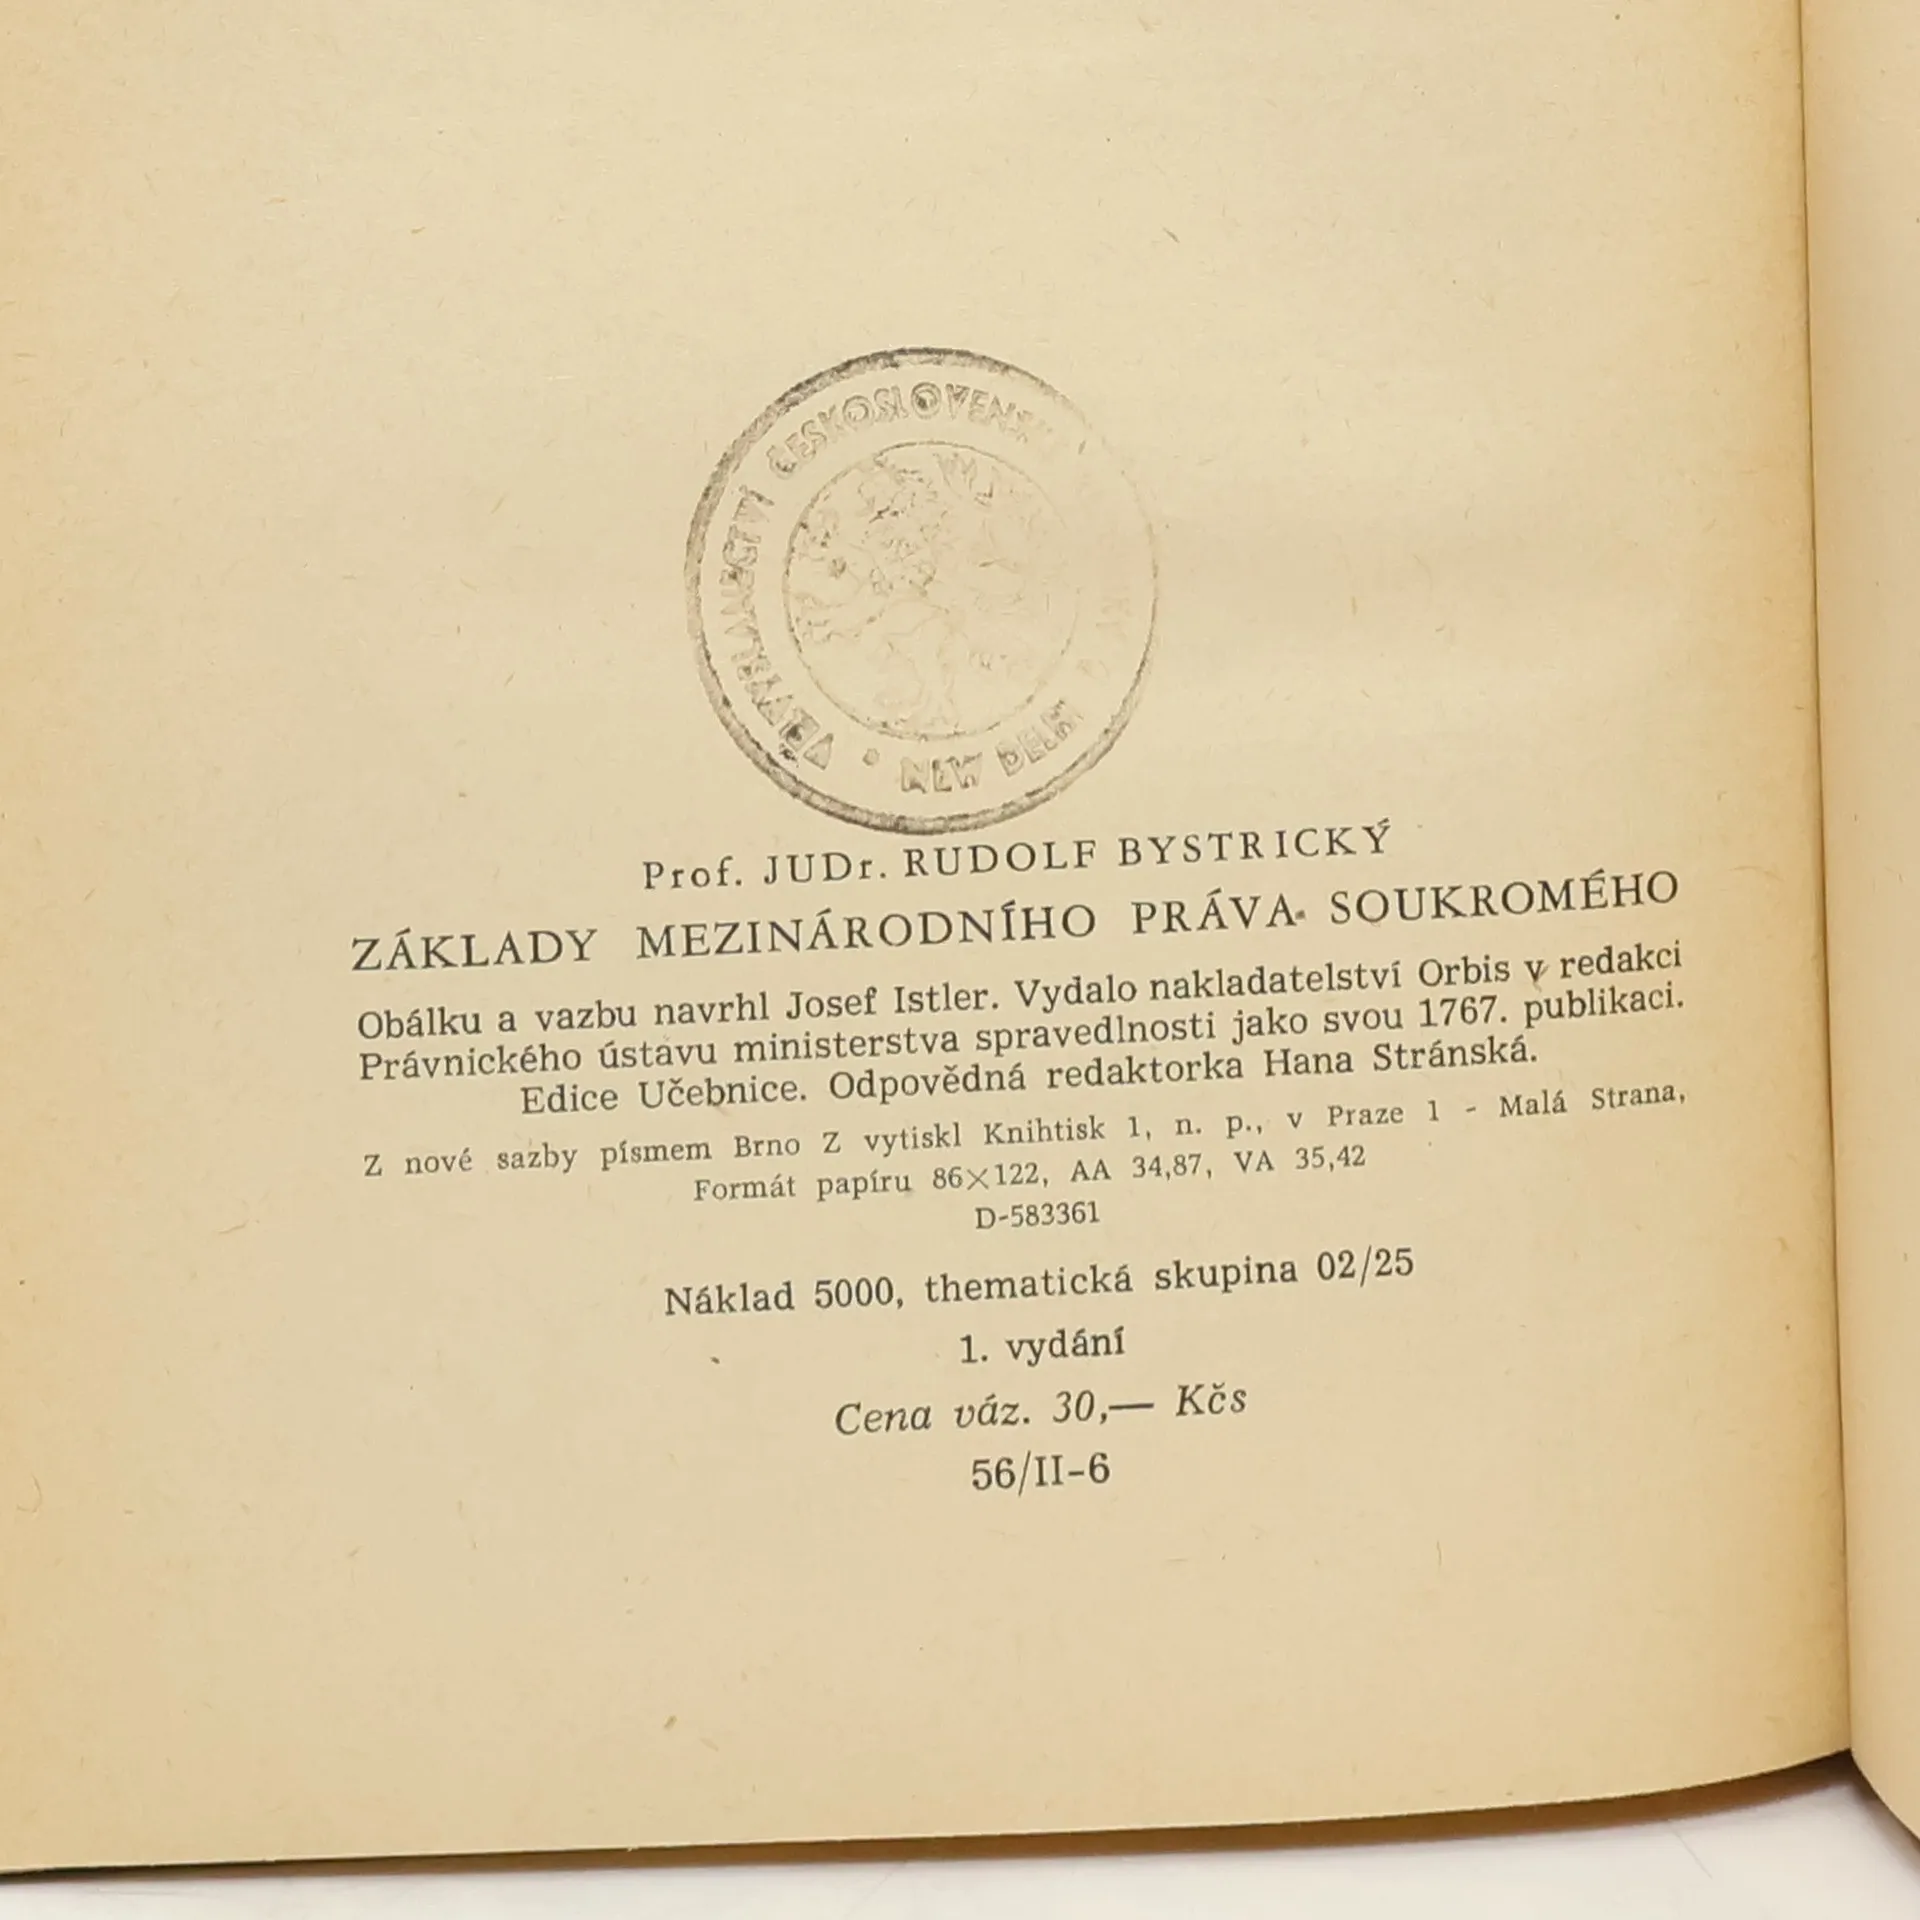 VELVYSLANECTVÍ ČESKOSLOVENSK
NEW DELHI
Prof. JUDr. RUDOLF BYSTRICKÝ
ZÁKLADY MEZINÁRODNÍHO PRÁVA SOUKROMÉHO
Obálku a vazbu navrhl Josef Istler. Vydalo nakladatelství Orbis v redakci
Právnického ústavu ministerstva spravedlnosti jako svou 1767. publikaci.
Edice Učebnice. Odpovědná redaktorka Hana Stránská.
Z nové sazby písmem Brno Z vytiskl Knihtisk 1, n. p., v Praze 1 - Malá Strana,
Formát papíru 86×122, AA 34,87, VA 35,42
D-583361
Náklad 5000, thematická skupina 02/25
1. vydání
Cena váz. 30,— Kčs
56/II-6